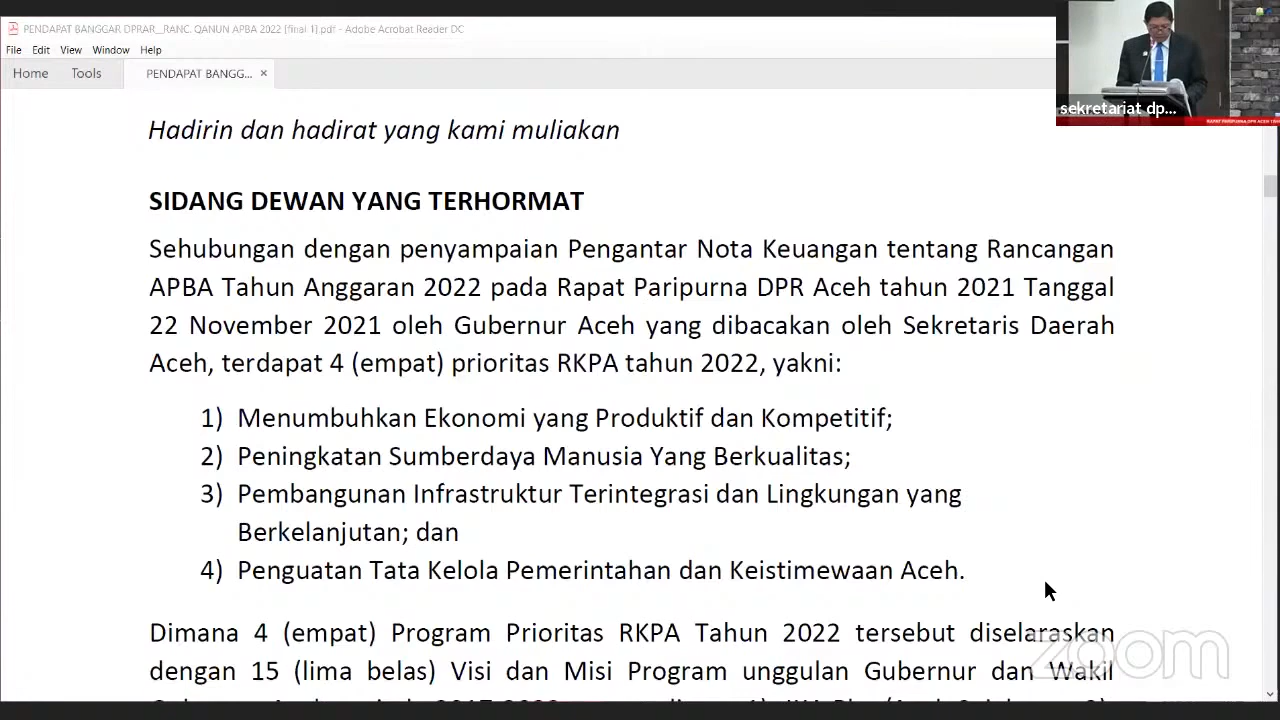 PENDAPAT BANGGAR DPRAR__RANC. QANUN APBA 2022 [final 1].pdf - Adobe Acrobat Reader DC
File Edit View Window Help
Home Tools PENDAPAT BANGG... ×
sekretariat dp...
RAPAT PARIPURNA DPR ACEH
Hadirin dan hadirat yang kami muliakan
SIDANG DEWAN YANG TERHORMAT
Sehubungan dengan penyampaian Pengantar Nota Keuangan tentang Rancangan
APBA Tahun Anggaran 2022 pada Rapat Paripurna DPR Aceh tahun 2021 Tanggal
22 November 2021 oleh Gubernur Aceh yang dibacakan oleh Sekretaris Daerah
Aceh, terdapat 4 (empat) prioritas RKPA tahun 2022, yakni:
1) Menumbuhkan Ekonomi yang Produktif dan Kompetitif;
2) Peningkatan Sumberdaya Manusia Yang Berkualitas;
3) Pembangunan Infrastruktur Terintegrasi dan Lingkungan yang
Berkelanjutan; dan
4) Penguatan Tata Kelola Pemerintahan dan Keistimewaan Aceh.
Dimana 4 (empat) Program Prioritas RKPA Tahun 2022 tersebut diselaraskan
dengan 15 (lima belas) Visi dan Misi Program unggulan Gubernur dan Wakil
zoom